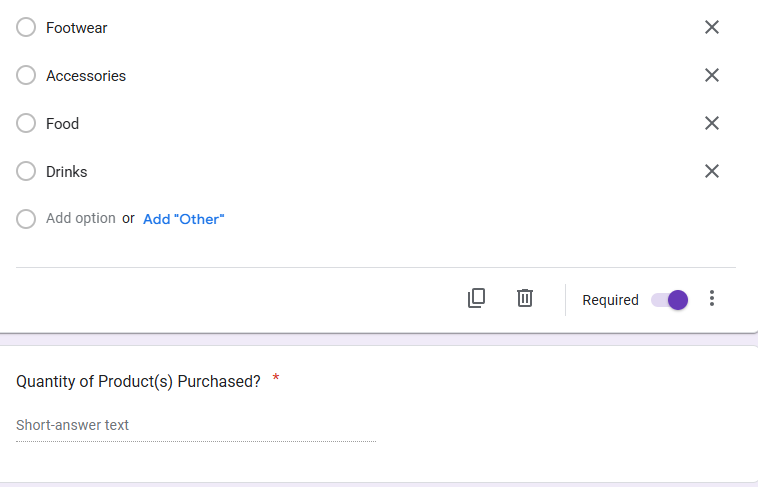 Footwear
Accessories
Food
Drinks
Add option or Add "Other"
Required
Quantity of Product(s) Purchased? *
Short-answer text